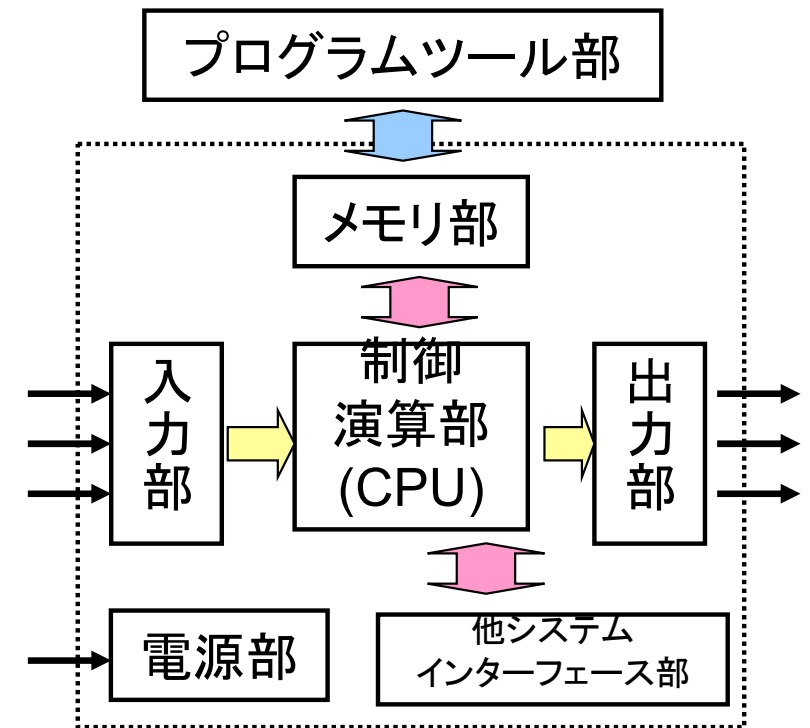 プログラムツール部
メモリ部
入力部
制御
演算部
(CPU)
出力部
電源部
他システム
インターフェース部